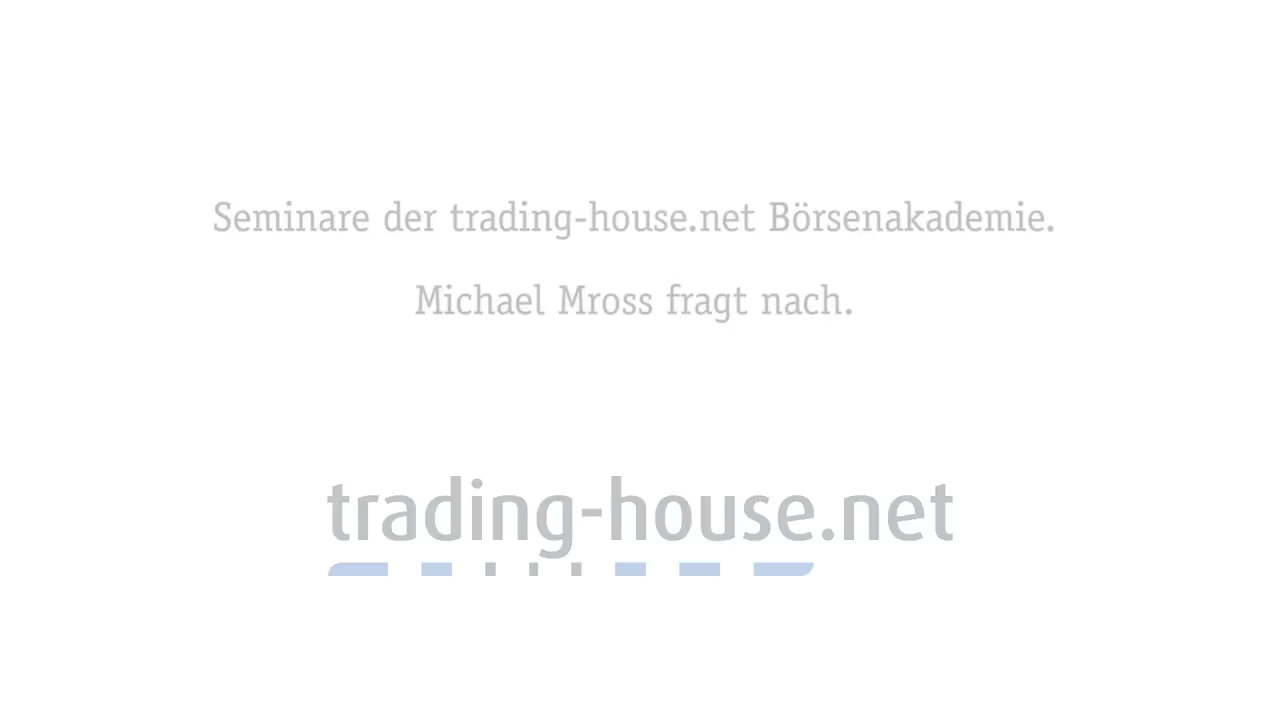 Seminare der trading-house.net Börsenakademie.
Michael Mross fragt nach.
trading-house.net